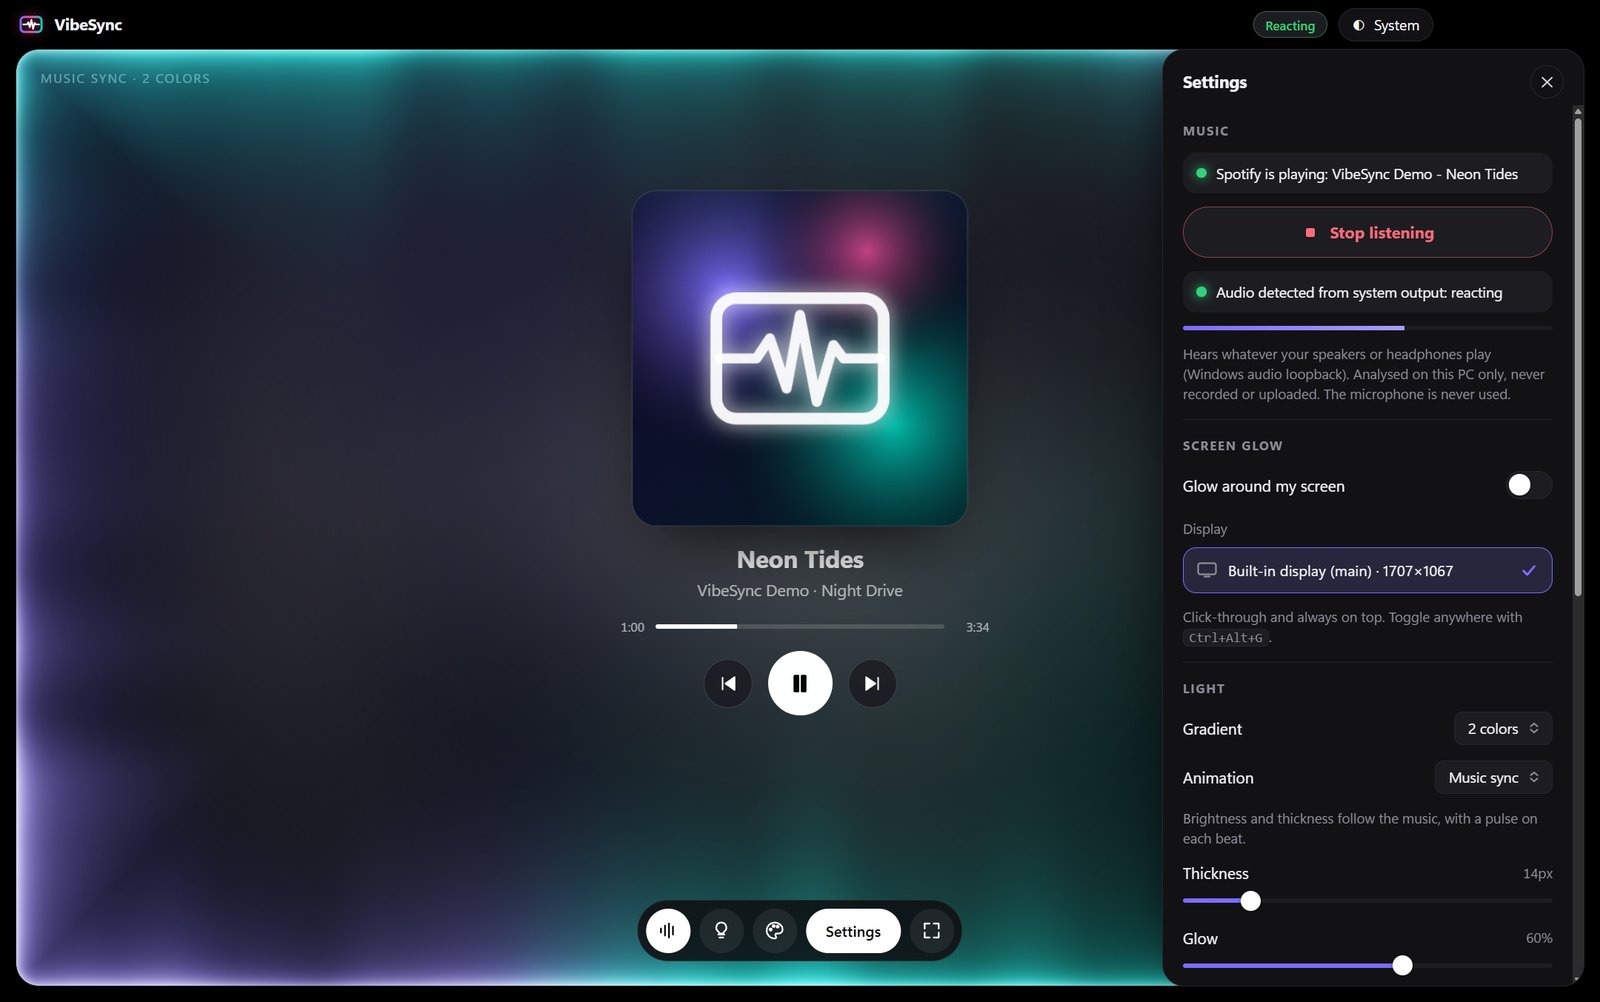 VibeSync
Reacting
System
MUSIC SYNC · 2 COLORS
Neon Tides
VibeSync Demo · Night Drive
1:00
3:34
Settings
Settings
MUSIC
Spotify is playing: VibeSync Demo - Neon Tides
Stop listening
Audio detected from system output: reacting
Hears whatever your speakers or headphones play
(Windows audio loopback). Analysed on this PC only, never
recorded or uploaded. The microphone is never used.
SCREEN GLOW
Glow around my screen
Display
Built-in display (main) · 1707×1067
Click-through and always on top. Toggle anywhere with
Ctrl+Alt+G.
LIGHT
Gradient
2 colors
Animation
Music sync
Brightness and thickness follow the music, with a pulse on
each beat.
Thickness
14px
Glow
60%